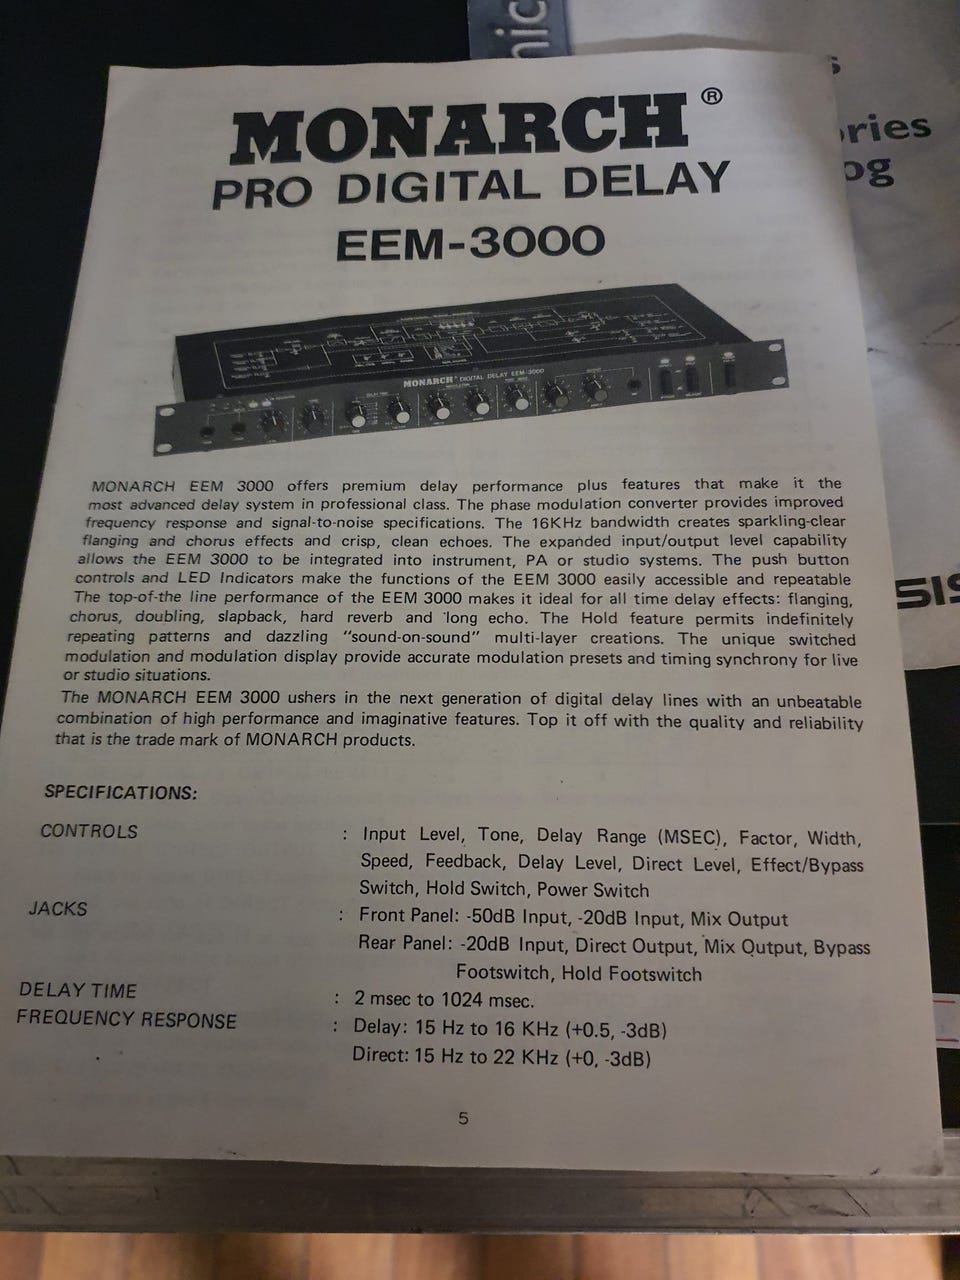 nic
s
ries
og
MONARCH ®
PRO DIGITAL DELAY
EEM-3000
MONARCH DIGITAL DELAY EEM-3000
MONARCH EEM 3000 offers premium delay performance plus features that make it the
most advanced delay system in professional class. The phase modulation converter provides improved
frequency response and signal-to-noise specifications. The 16KHz bandwidth creates sparkling-clear
flanging and chorus effects and crisp, clean echoes. The expanded input/output level capability
allows the EEM 3000 to be integrated into instrument, PA or studio systems. The push button
controls and LED Indicators make the functions of the EEM 3000 easily accessible and repeatable
The top-of-the line performance of the EEM 3000 makes it ideal for all time delay effects: flanging,
chorus, doubling, slapback, hard reverb and long echo. The Hold feature permits indefinitely
repeating patterns and dazzling "sound-on-sound" multi-layer creations. The unique switched
modulation and modulation display provide accurate modulation presets and timing synchrony for live
or studio situations.
The MONARCH EEM 3000 ushers in the next generation of digital delay lines with an unbeatable
combination of high performance and imaginative features. Top it off with the quality and reliability
that is the trade mark of MONARCH products.
SIS
SPECIFICATIONS:
CONTROLS : Input Level, Tone, Delay Range (MSEC), Factor, Width,
Speed, Feedback, Delay Level, Direct Level, Effect/Bypass
Switch, Hold Switch, Power Switch
JACKS : Front Panel: -50dB Input, -20dB Input, Mix Output
Rear Panel: -20dB Input, Direct Output, Mix Output, Bypass
Footswitch, Hold Footswitch
DELAY TIME : 2 msec to 1024 msec.
FREQUENCY RESPONSE : Delay: 15 Hz to 16 KHz (+0.5, -3dB)
Direct: 15 Hz to 22 KHz (+0, -3dB)
5